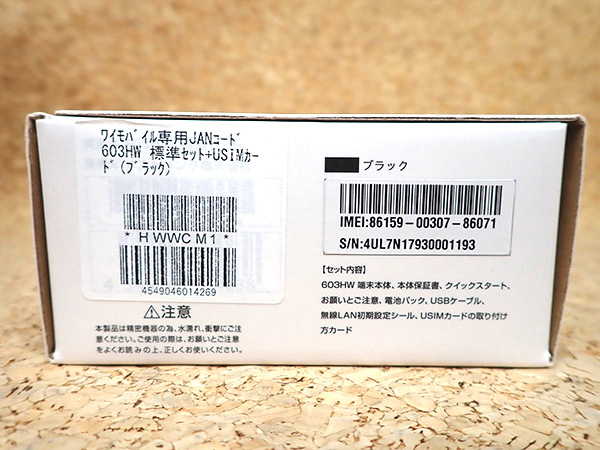 ワイモバイル専用JANコード
603HW 標準セット+USIMカー
ド(ブラック)
* HWWCM1 *
4549046014269
⚠注意
本製品は精密機器の為、水濡れ、衝撃にご注
意ください。ご使用の際は、お願いとご注意
をよくお読みの上、正しくお使いください。
ブラック
IMEI:86159-00307-86071
S/N:4UL7N17930001193
【セット内容】
603HW 端末本体、本体保証書、クイックスタート、
お願いとご注意、電池パック、USBケーブル、
無線LAN初期設定シール、USIMカードの取り付け
方カード